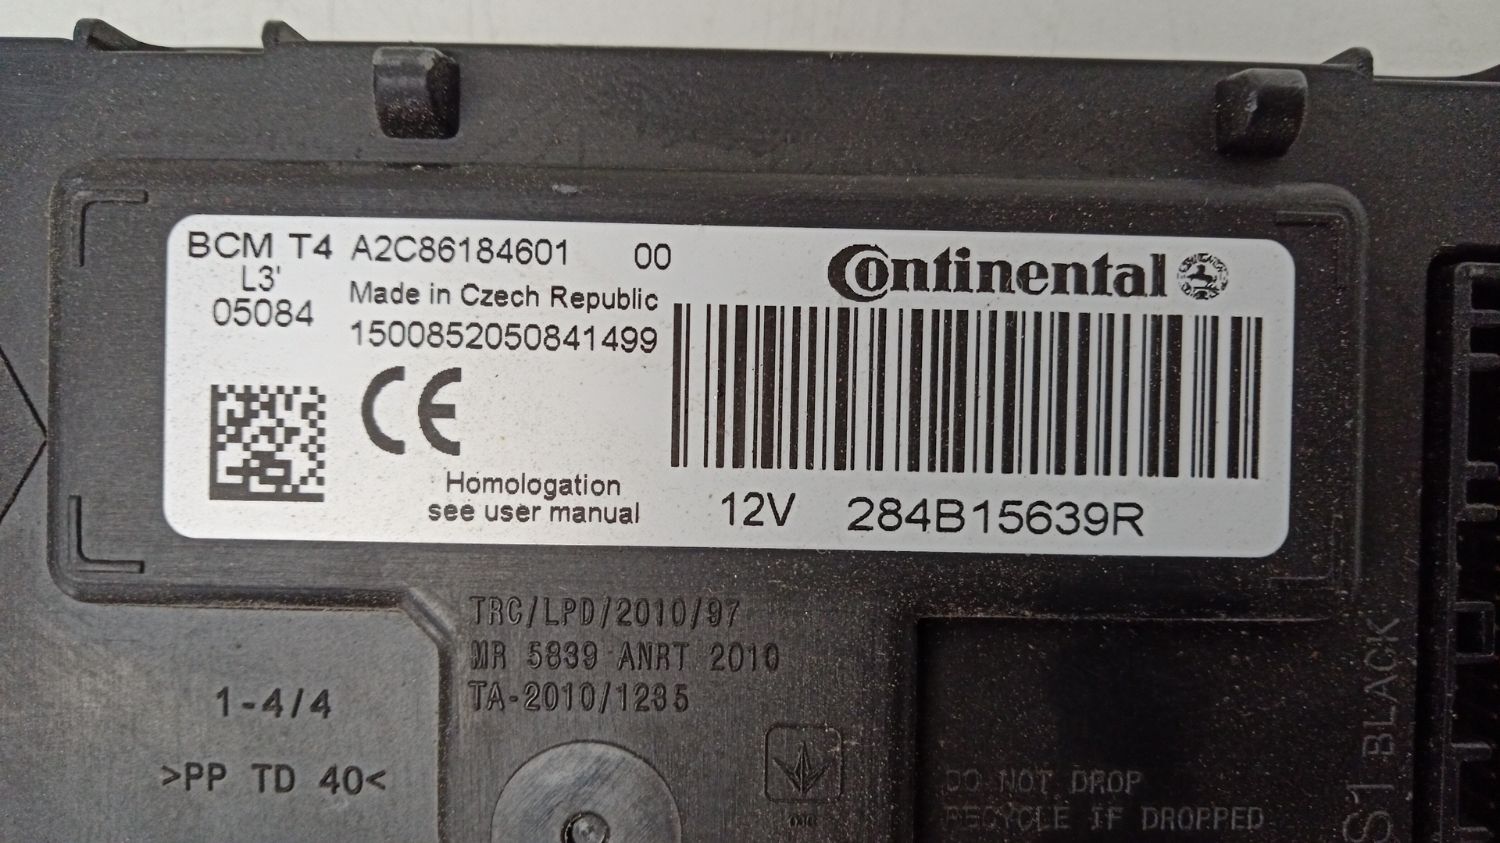 BCM T4 A2C86184601 00
L3'
05084
Made in Czech Republic
1500852050841499
Continental
CE
Homologation
see user manual
12V 284B15639R
TRC/LPD/2010/97
MR 5839 ANRT 2010
TA-2010/1235
1-4/4
>PP TD 40<
DO NOT DROP
RECYCLE IF DROPPED
S1 BLACK